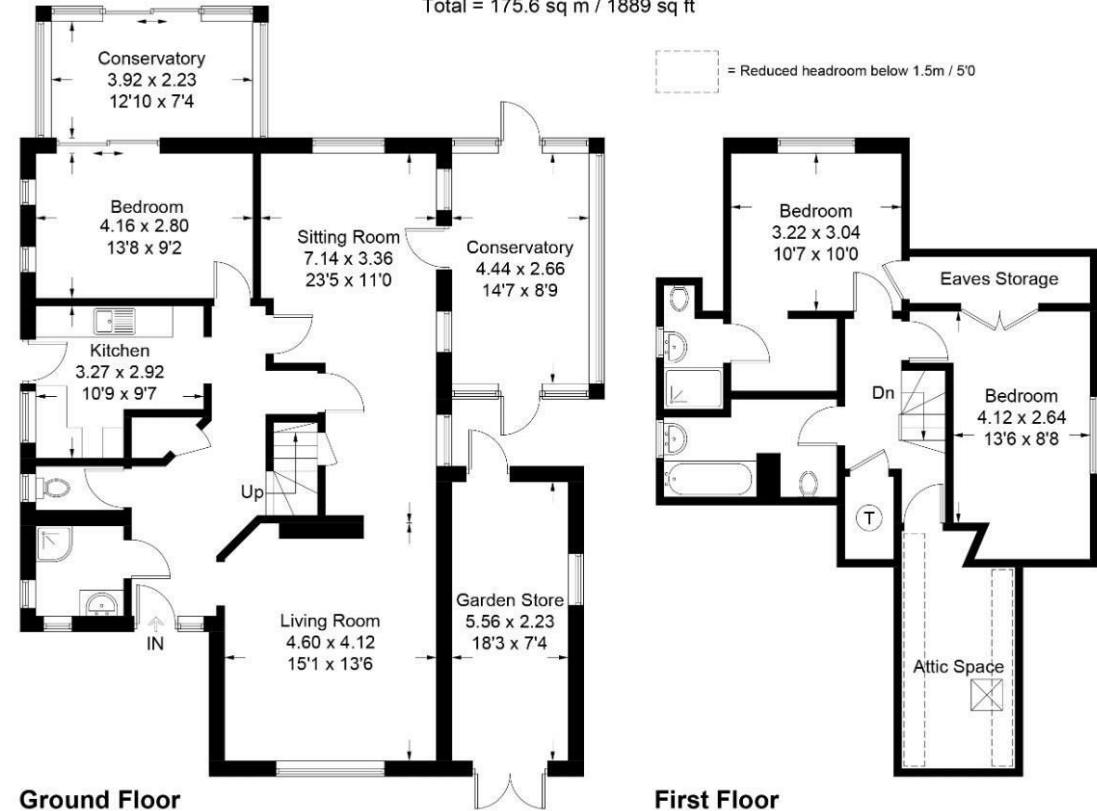 Total = 175.6 sq m / 1889 sq ft
= Reduced headroom below 1.5m / 5'0
Conservatory
3.92 x 2.23
12'10 x 7'4
Bedroom
4.16 x 2.80
13'8 x 9'2
Sitting Room
7.14 x 3.36
23'5 x 11'0
Conservatory
4.44 x 2.66
14'7 x 8'9
Kitchen
3.27 x 2.92
10'9 x 9'7
Up
IN
Living Room
4.60 x 4.12
15'1 x 13'6
Garden Store
5.56 x 2.23
18'3 x 7'4
Ground Floor
Bedroom
3.22 x 3.04
10'7 x 10'0
Eaves Storage
Dn
Bedroom
4.12 x 2.64
13'6 x 8'8
T
Attic Space
First Floor